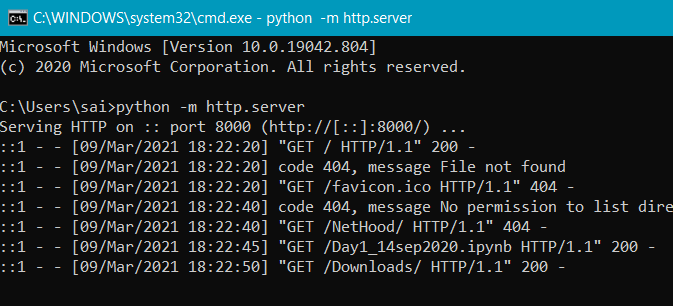 C:\WINDOWS\system32\cmd.exe - python -m http.server
Microsoft Windows [Version 10.0.19042.804]
(c) 2020 Microsoft Corporation. All rights reserved.
C:\Users\sai>python -m http.server
Serving HTTP on :: port 8000 (http://[::]:8000/) ...
::1 - - [09/Mar/2021 18:22:20] "GET / HTTP/1.1" 200 -
::1 - - [09/Mar/2021 18:22:20] code 404, message File not found
::1 - - [09/Mar/2021 18:22:20] "GET /favicon.ico HTTP/1.1" 404 -
::1 - - [09/Mar/2021 18:22:40] code 404, message No permission to list dire
::1 - - [09/Mar/2021 18:22:40] "GET /NetHood/ HTTP/1.1" 404 -
::1 - - [09/Mar/2021 18:22:45] "GET /Day1_14sep2020.ipynb HTTP/1.1" 200 -
::1 - - [09/Mar/2021 18:22:50] "GET /Downloads/ HTTP/1.1" 200 -